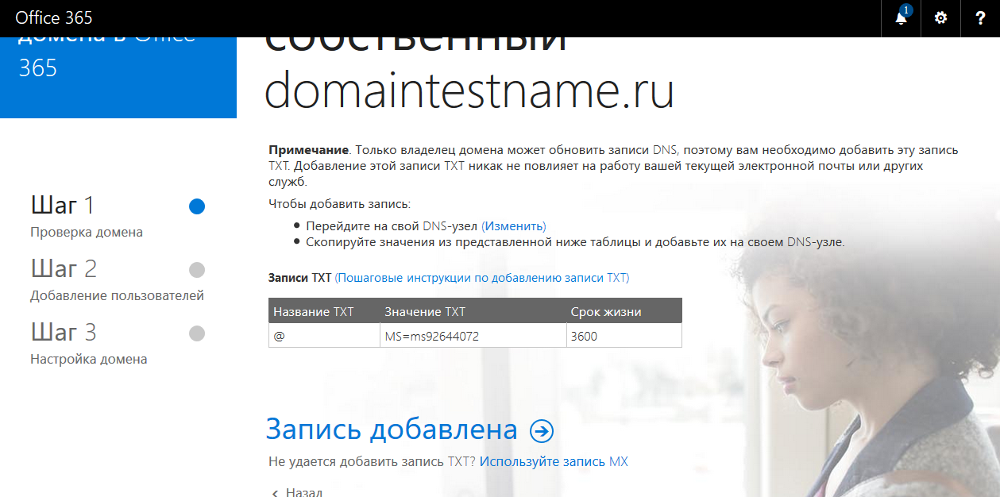 Office 365
1
?
домена в Office
365
собственный
domaintestname.ru
Примечание. Только владелец домена может обновить записи DNS, поэтому вам необходимо добавить эту запись
TXT. Добавление этой записи TXT никак не повлияет на работу вашей текущей электронной почты или других
служб.
Чтобы добавить запись:
Перейдите на свой DNS-узел (Изменить)
Скопируйте значения из представленной ниже таблицы и добавьте их на своем DNS-узле.
Шаг 1
Проверка домена
Шаг 2
Добавление пользователей
Шаг 3
Настройка домена
Записи TXT (Пошаговые инструкции по добавлению записи TXT)
Название TXT Значение TXT Срок жизни
@ MS=ms92644072 3600
Запись добавлена
Не удается добавить запись TXT? Используйте запись MX
Назад